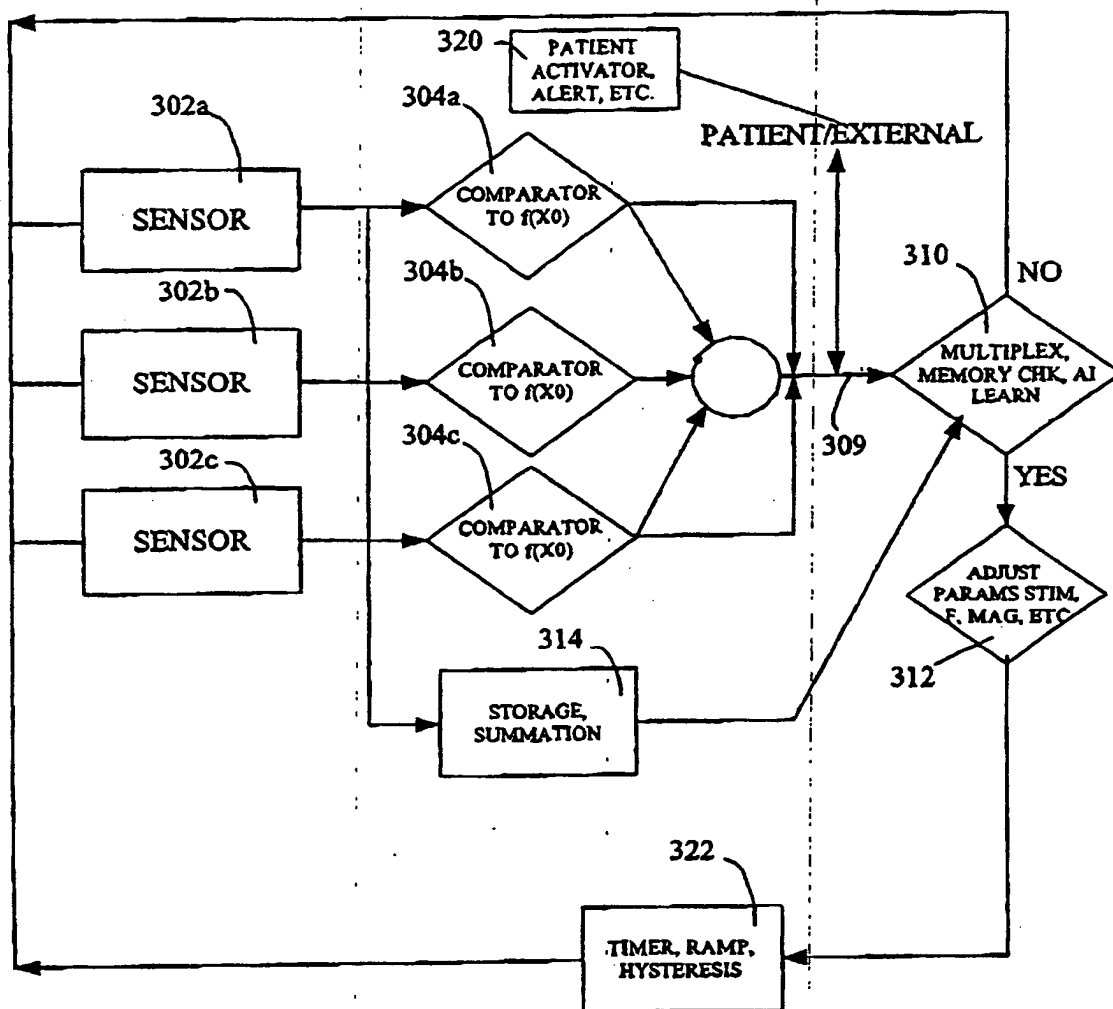 320
PATIENT
ACTIVATOR,
ALERT, ETC.
302a
304a
PATIENT/EXTERNAL
SENSOR
COMPARATOR
TO f(X0)
310
NO
302b
304b
SENSOR
COMPARATOR
TO f(X0)
MULTIPLEX,
MEMORY CHK, AI
LEARN
309
302c
304c
YES
SENSOR
COMPARATOR
TO f(X0)
ADJUST
PARAMS STIM,
F, MAG, ETC
312
314
STORAGE,
SUMMATION
322
TIMER, RAMP,
HYSTERESIS